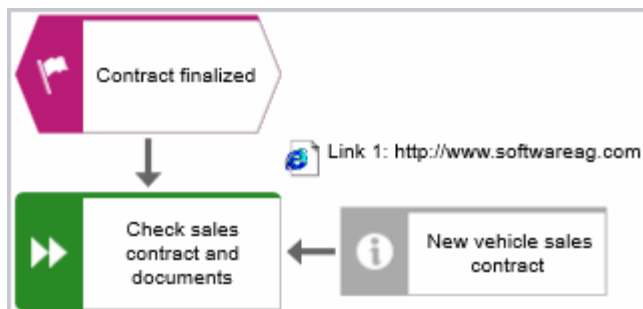 Contract finalized
Link 1: http://www.softwareag.com
Check sales
contract and
documents
New vehicle sales
contract